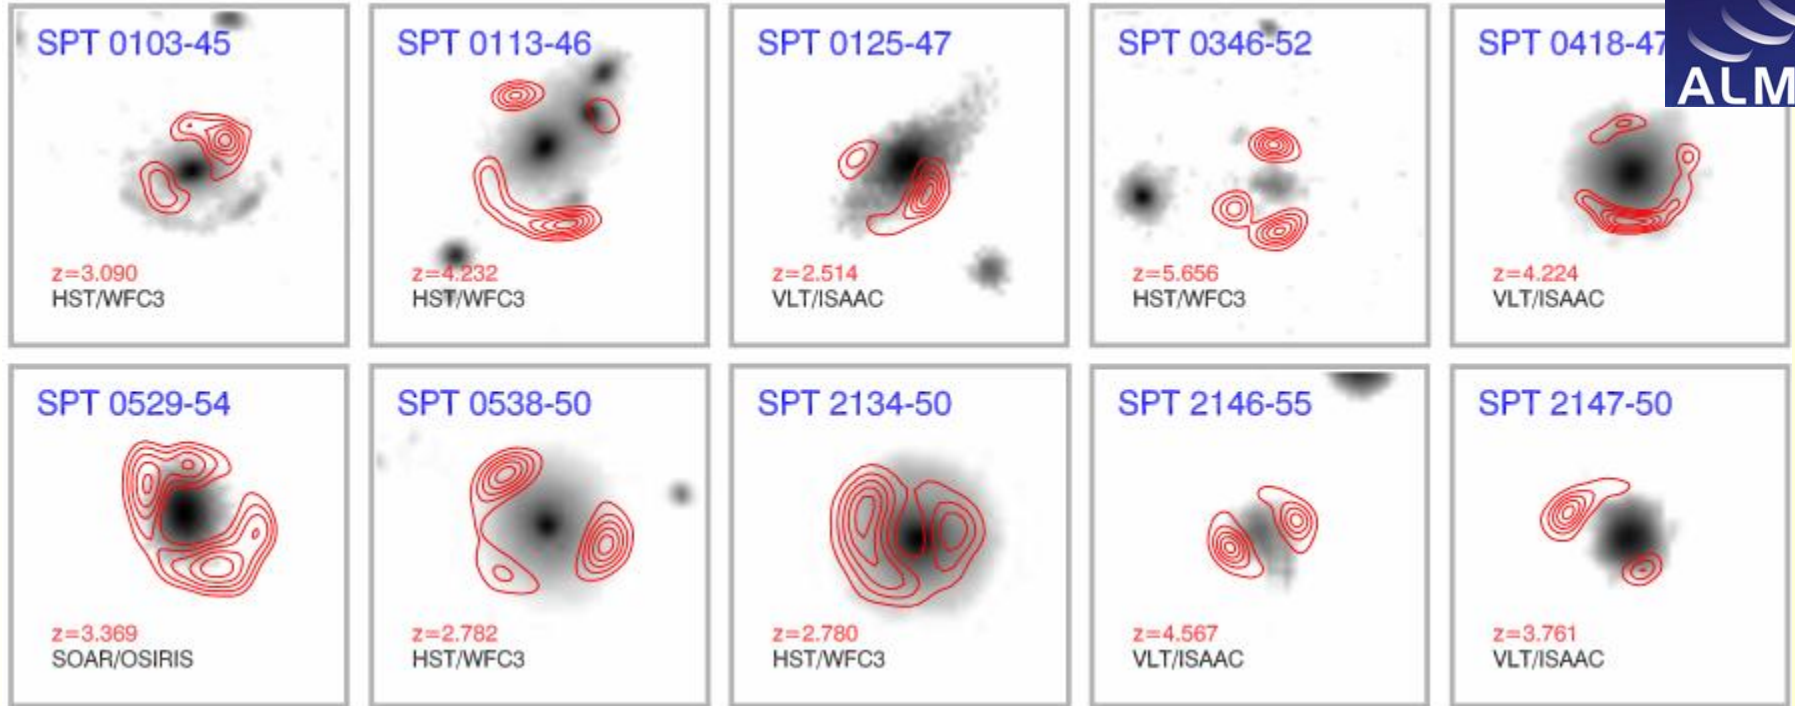 SPT 0103-45
z=3.090
HST/WFC3
SPT 0113-46
z=4.232
HST/WFC3
SPT 0125-47
z=2.514
VLT/ISAAC
SPT 0346-52
z=5.656
HST/WFC3
SPT 0418-47
z=4.224
VLT/ISAAC
ALM
SPT 0529-54
z=3.369
SOAR/OSIRIS
SPT 0538-50
z=2.782
HST/WFC3
SPT 2134-50
z=2.780
HST/WFC3
SPT 2146-55
z=4.567
VLT/ISAAC
SPT 2147-50
z=3.761
VLT/ISAAC